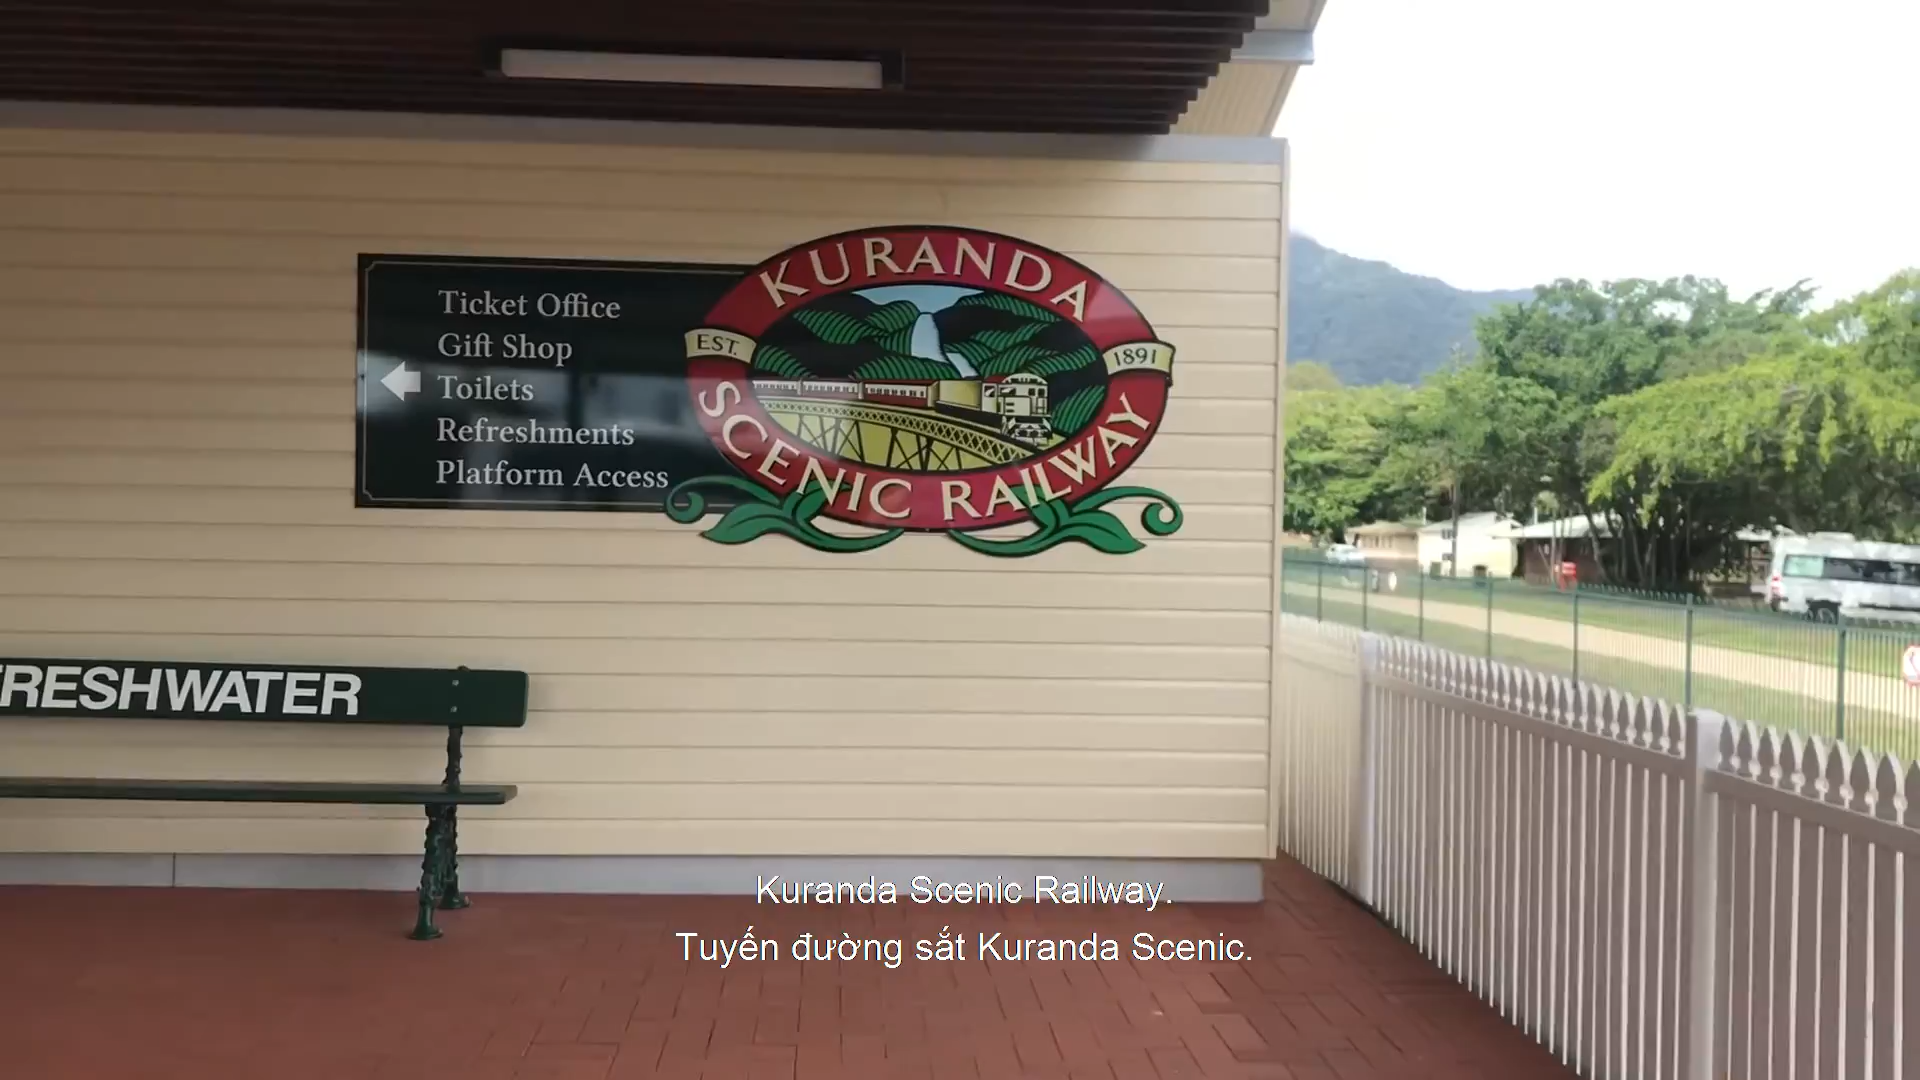 Ticket Office
Gift Shop
Toilets
Refreshments
Platform Access
KURANDA
EST. 1891
SCENIC RAILWAY
FRESHWATER
Kuranda Scenic Railway.
Tuyến đường sắt Kuranda Scenic.